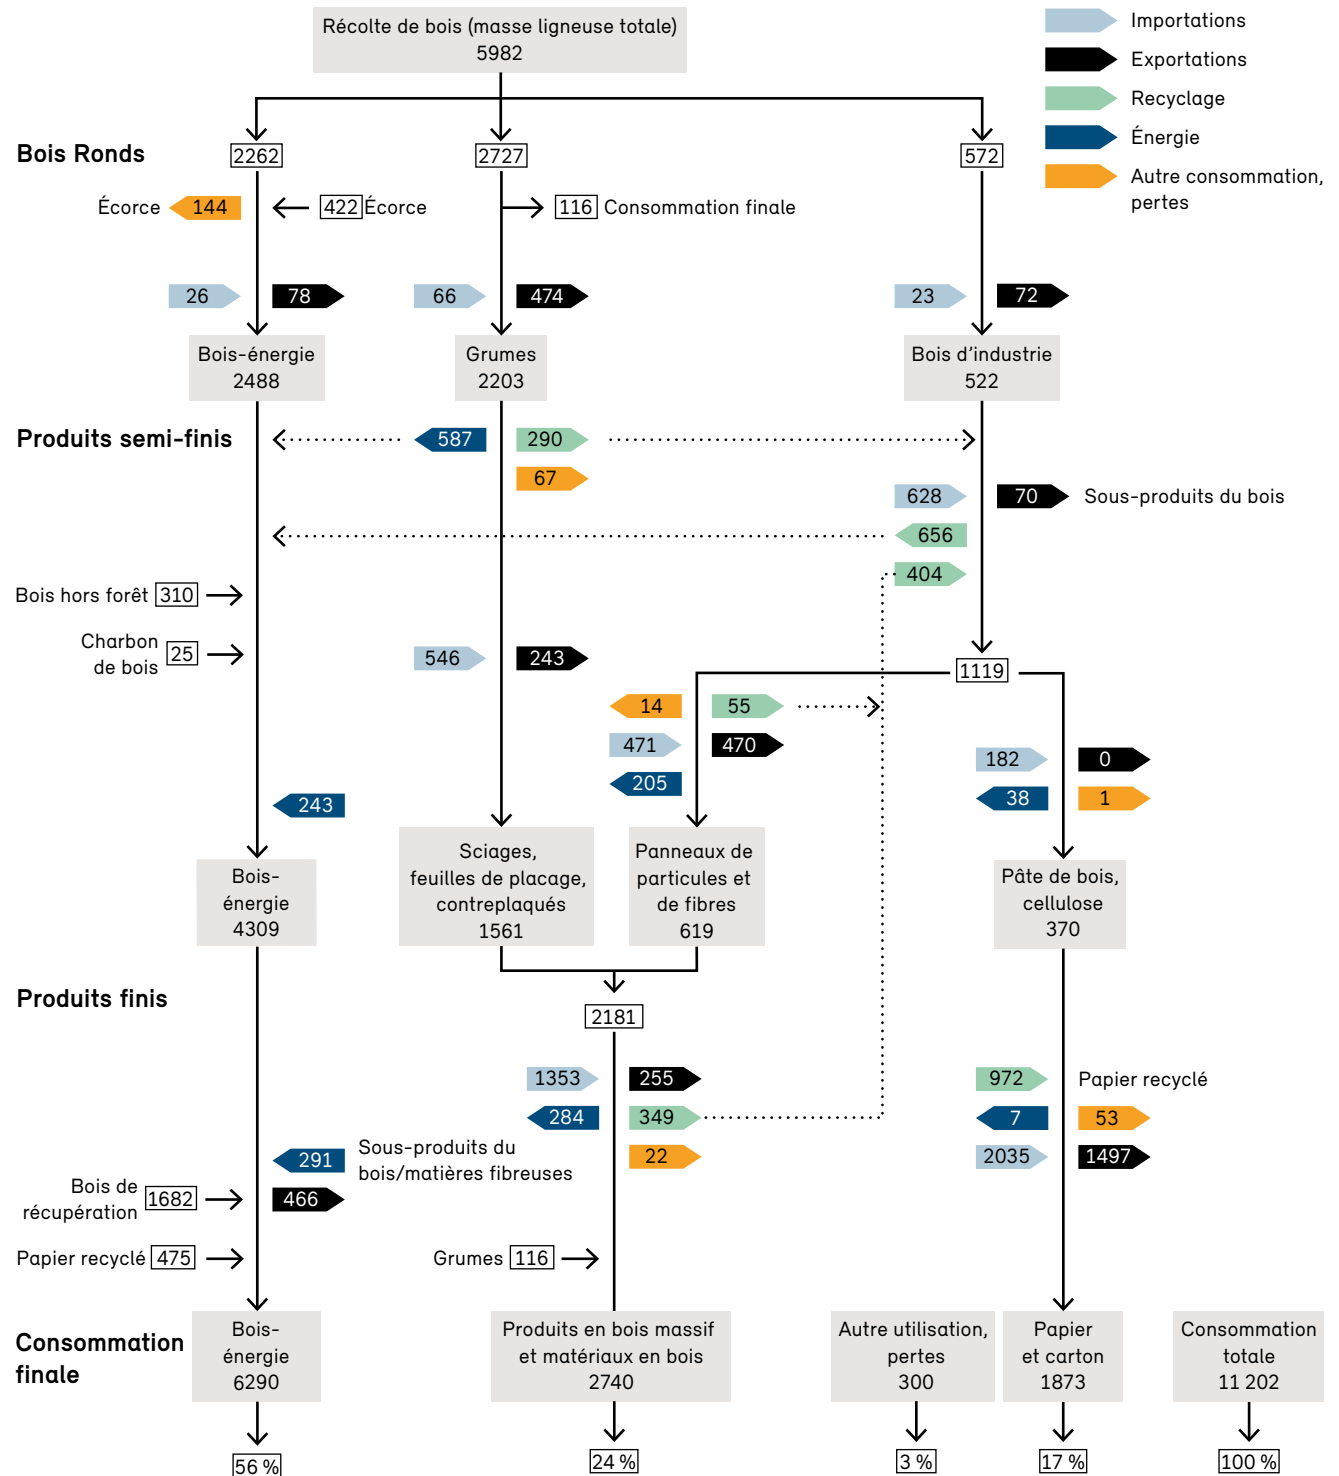 Récolte de bois (masse ligneuse totale)
5982
Importations
Exportations
Recyclage
Énergie
Autre consommation,
pertes
Bois Ronds
2262
2727
572
Écorce
144
422 Écorce
116 Consommation finale
26
78
66
474
23
72
Bois-énergie
2488
Grumes
2203
Bois d'industrie
522
Produits semi-finis
587
290
67
628
70
Sous-produits du bois
656
404
Bois hors forêt 310
Charbon
de bois
25
546
243
1119
14
55
471
470
205
182
0
38
1
243
Bois-
énergie
4309
Sciages,
feuilles de placage,
contreplaqués
1561
Panneaux de
particules et
de fibres
619
Pâte de bois,
cellulose
370
Produits finis
2181
1353
255
284
349
22
972
Papier recyclé
7
53
2035
1497
291
Sous-produits du
bois/matières fibreuses
Bois de
récupération
1682
466
Papier recyclé 475
Grumes 116
Consommation
finale
Bois-
énergie
6290
Produits en bois massif
et matériaux en bois
2740
Autre utilisation,
pertes
300
Papier
et carton
1873
Consommation
totale
11 202
56 %
24 %
3 %
17 %
100 %